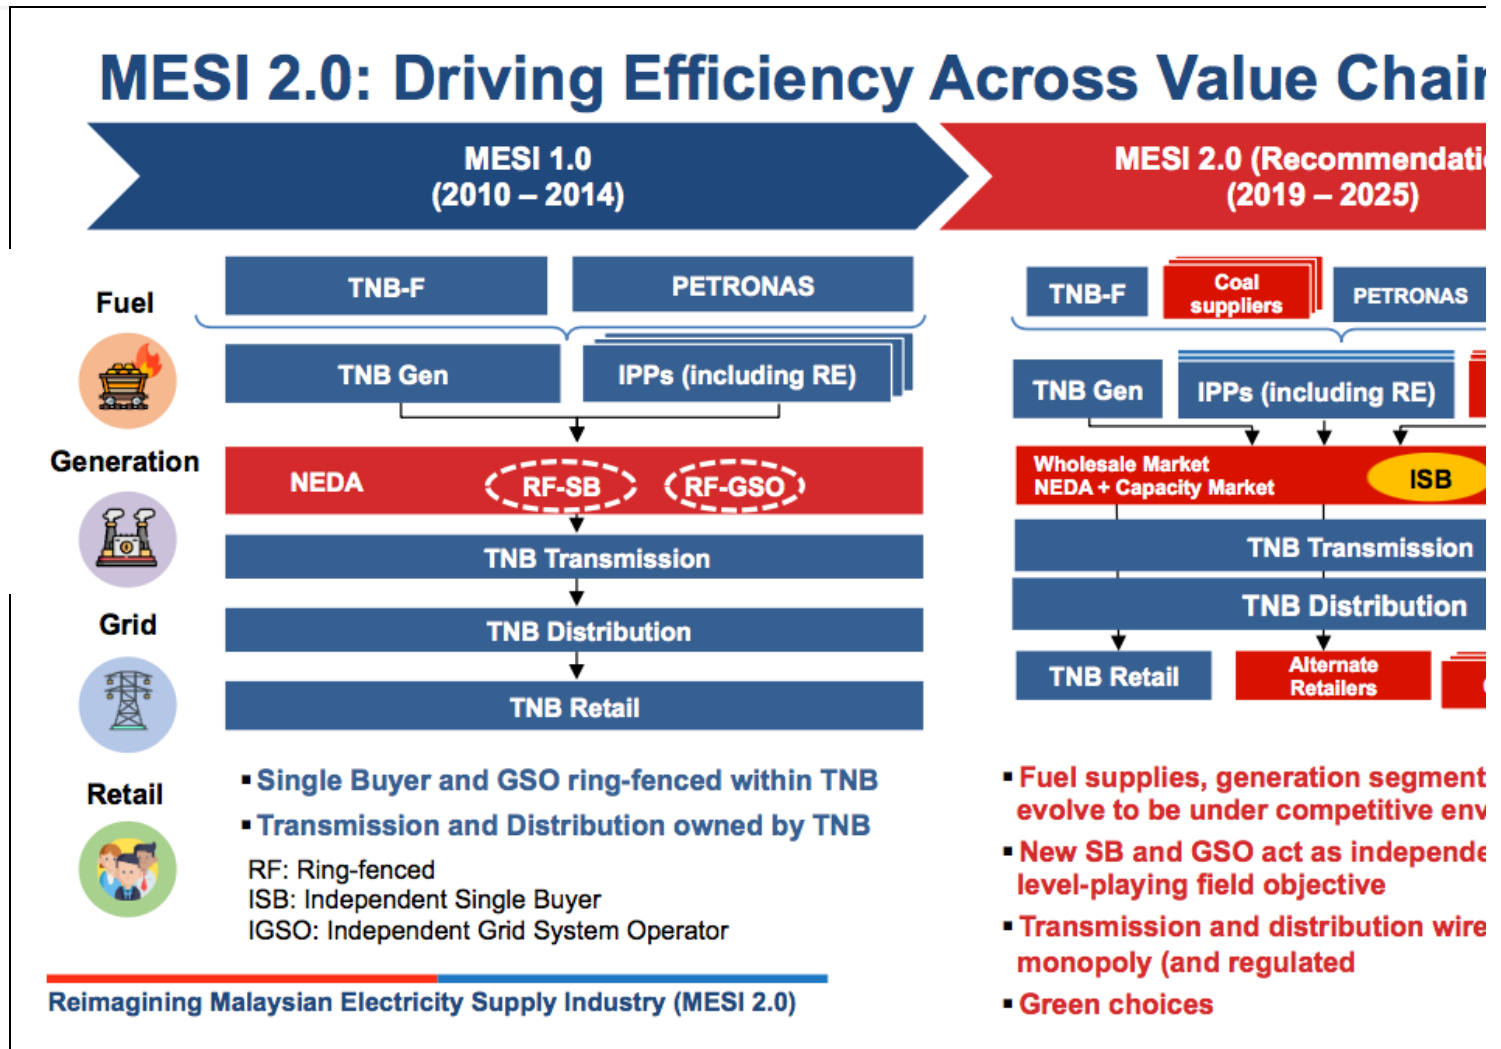 MESI 2.0: Driving Efficiency Across Value Chain
MESI 1.0
(2010 – 2014)
MESI 2.0 (Recommendati
(2019 – 2025)
Fuel
TNB-F
PETRONAS
TNB Gen
IPPs (including RE)
Generation
NEDA
RF-SB
RF-GSO
TNB Transmission
Grid
TNB Distribution
TNB Retail
Retail
▪ Single Buyer and GSO ring-fenced within TNB
▪ Transmission and Distribution owned by TNB
RF: Ring-fenced
ISB: Independent Single Buyer
IGSO: Independent Grid System Operator
TNB-F
Coal
suppliers
PETRONAS
TNB Gen
IPPs (including RE)
Wholesale Market
NEDA + Capacity Market
ISB
TNB Transmission
TNB Distribution
TNB Retail
Alternate
Retailers
▪ Fuel supplies, generation segment
evolve to be under competitive env
▪ New SB and GSO act as independe
level-playing field objective
▪ Transmission and distribution wire
monopoly (and regulated
▪ Green choices
Reimagining Malaysian Electricity Supply Industry (MESI 2.0)